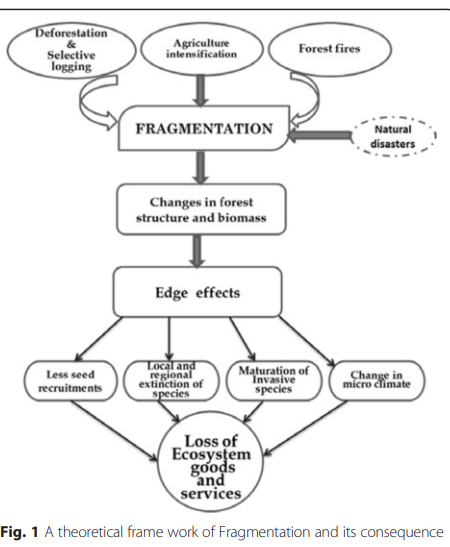 Deforestation
&
Selective
logging
Agriculture
intensification
Forest fires
FRAGMENTATION
Natural
disasters
Changes in forest
structure and biomass
Edge effects
Less seed
recruitments
Local and
regional
extinction of
species
Maturation of
Invasive
species
Change in
micro climate
Loss of
Ecosystem
goods
and
services
Fig. 1 A theoretical frame work of Fragmentation and its consequence